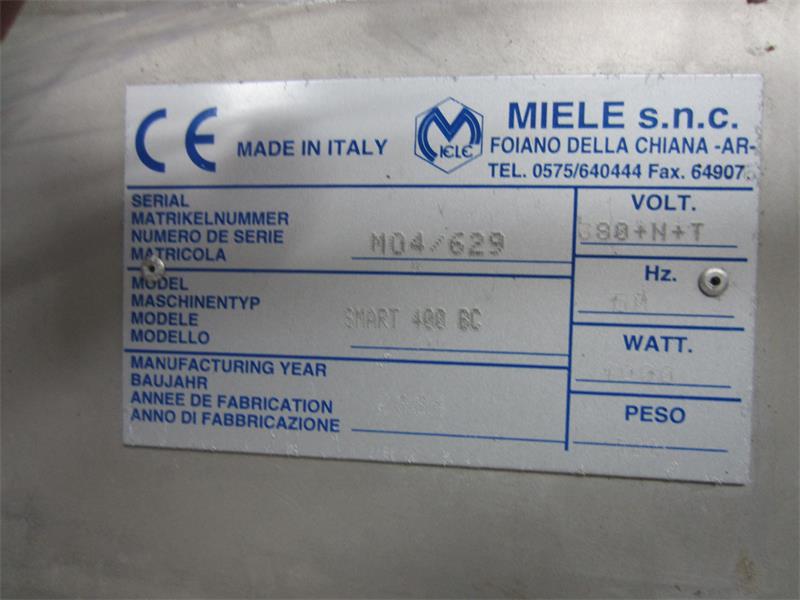 CE
MADE IN ITALY
MIELE
MIELE s.n.c.
FOIANO DELLA CHIANA -AR-
TEL. 0575/640444 Fax. 64907
SERIAL
MATRIKELNUMMER
NUMERO DE SERIE
MATRICOLA
M04/629
VOLT.
380+N+T
MODEL
MASCHINENTYP
MODELE
MODELLO
SMART 400 BC
Hz.
MANUFACTURING YEAR
BAUJAHR
ANNEE DE FABRICATION
ANNO DI FABBRICAZIONE
WATT.
PESO